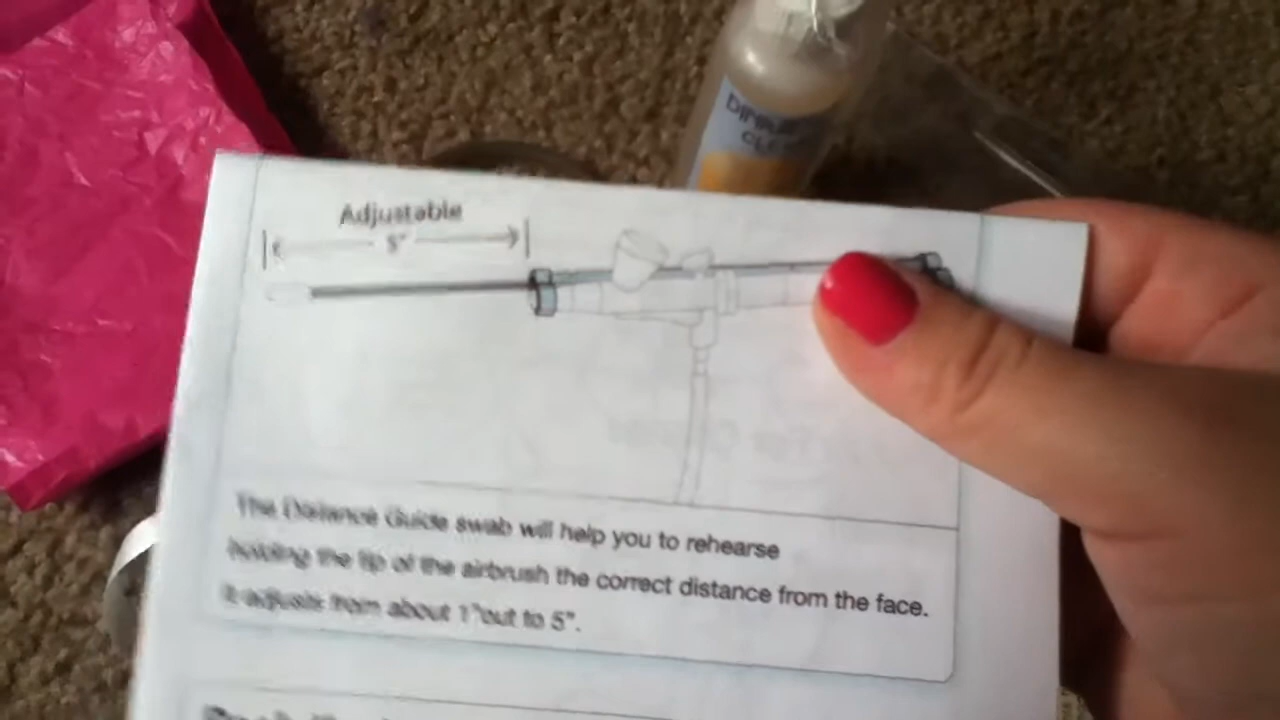 Adjustable
5"
The Distance Guide swab will help you to rehearse
holding the tip of the airbrush the correct distance from the face.
It adjusts from about 1"out to 5".